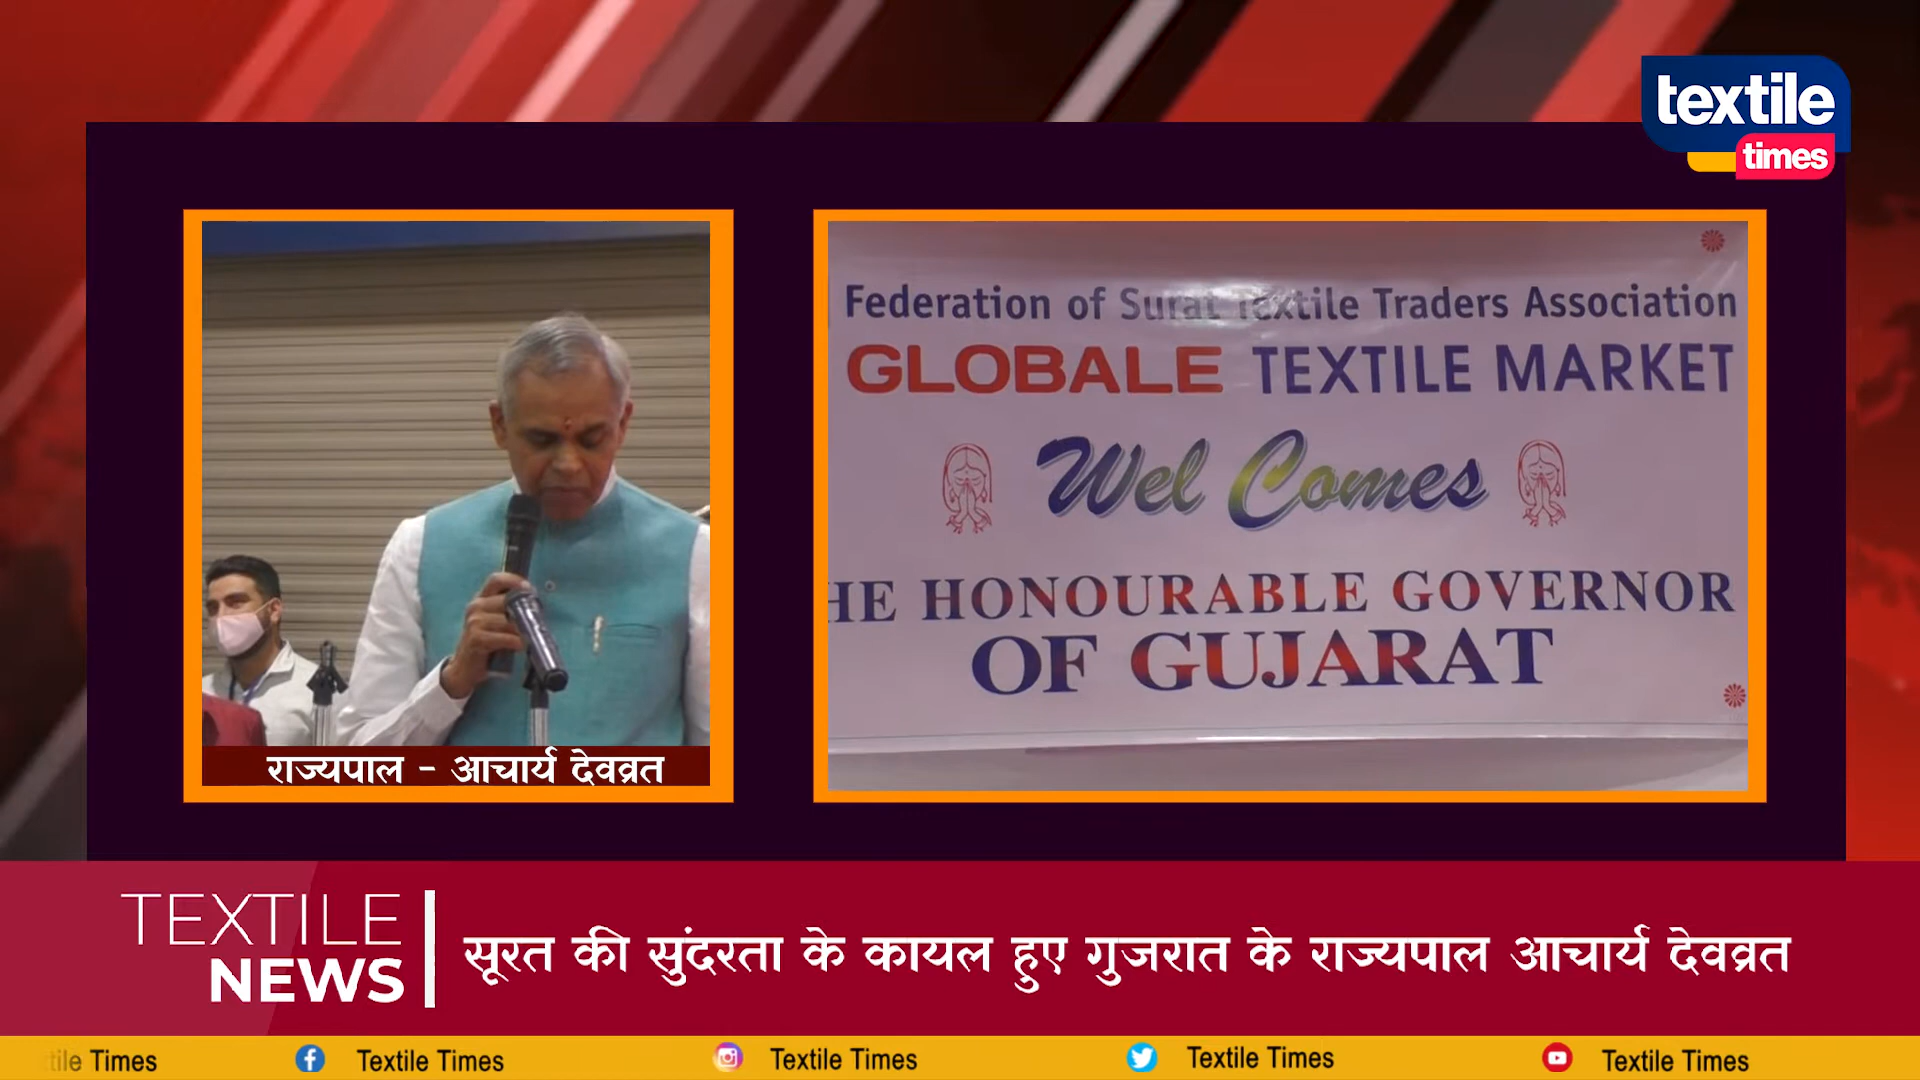 textile
times
Federation of Surat Textile Traders Association
GLOBALE TEXTILE MARKET
Wel Comes
HE HONOURABLE GOVERNOR
OF GUJARAT
राज्यपाल - आचार्य देवव्रत
TEXTILE
NEWS
सूरत की सुंदरता के कायल हुए गुजरात के राज्यपाल आचार्य देवव्रत
tile Times Textile Times Textile Times Textile Times Textile Times